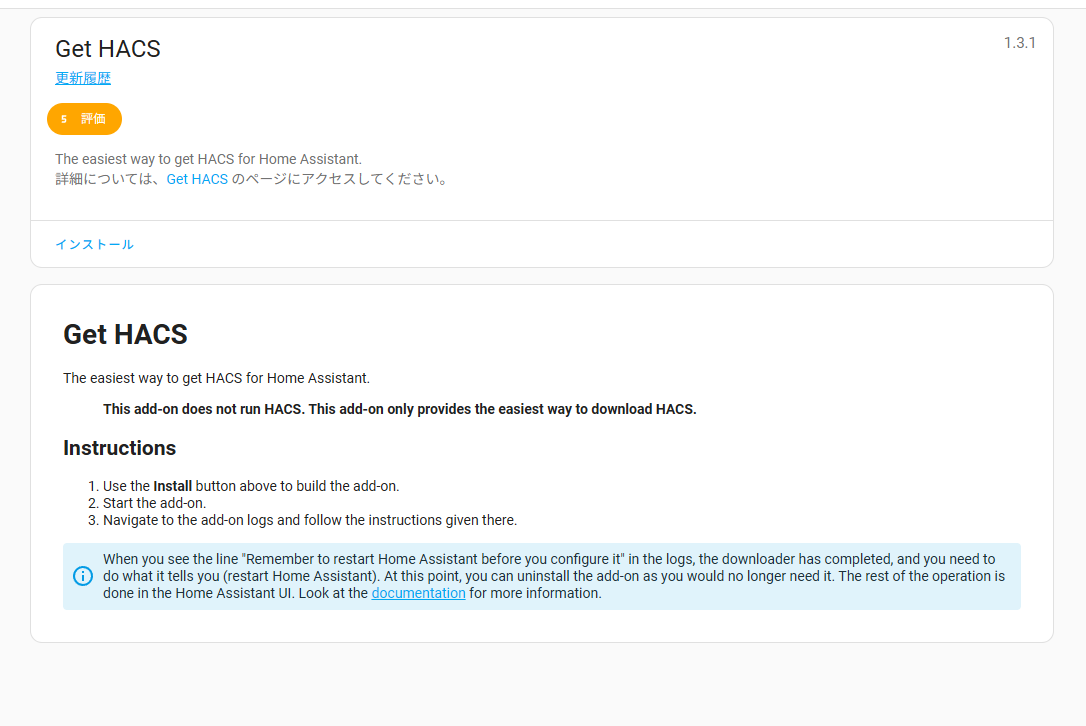 Get HACS
1.3.1
更新履歴
5 評価
The easiest way to get HACS for Home Assistant.
詳細については、Get HACS のページにアクセスしてください。
インストール
Get HACS
The easiest way to get HACS for Home Assistant.
This add-on does not run HACS. This add-on only provides the easiest way to download HACS.
Instructions
1. Use the Install button above to build the add-on.
2. Start the add-on.
3. Navigate to the add-on logs and follow the instructions given there.
When you see the line "Remember to restart Home Assistant before you configure it" in the logs, the downloader has completed, and you need to
do what it tells you (restart Home Assistant). At this point, you can uninstall the add-on as you would no longer need it. The rest of the operation is
done in the Home Assistant UI. Look at the documentation for more information.